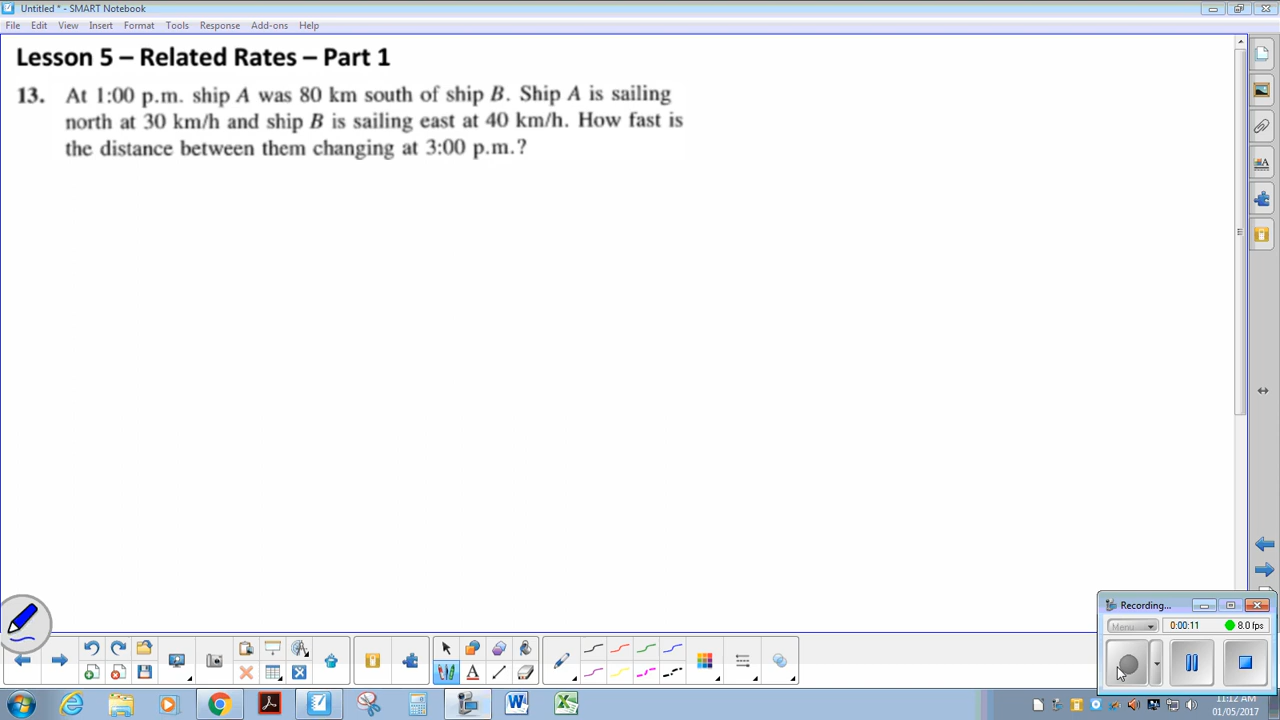 Untitled * - SMART Notebook
File Edit View Insert Format Tools Response Add-ons Help
Lesson 5 – Related Rates – Part 1
13. At 1:00 p.m. ship A was 80 km south of ship B. Ship A is sailing
north at 30 km/h and ship B is sailing east at 40 km/h. How fast is
the distance between them changing at 3:00 p.m.?
Recording...
Menu 0:00:11 8.0 fps
11:12 AM
01/05/2017